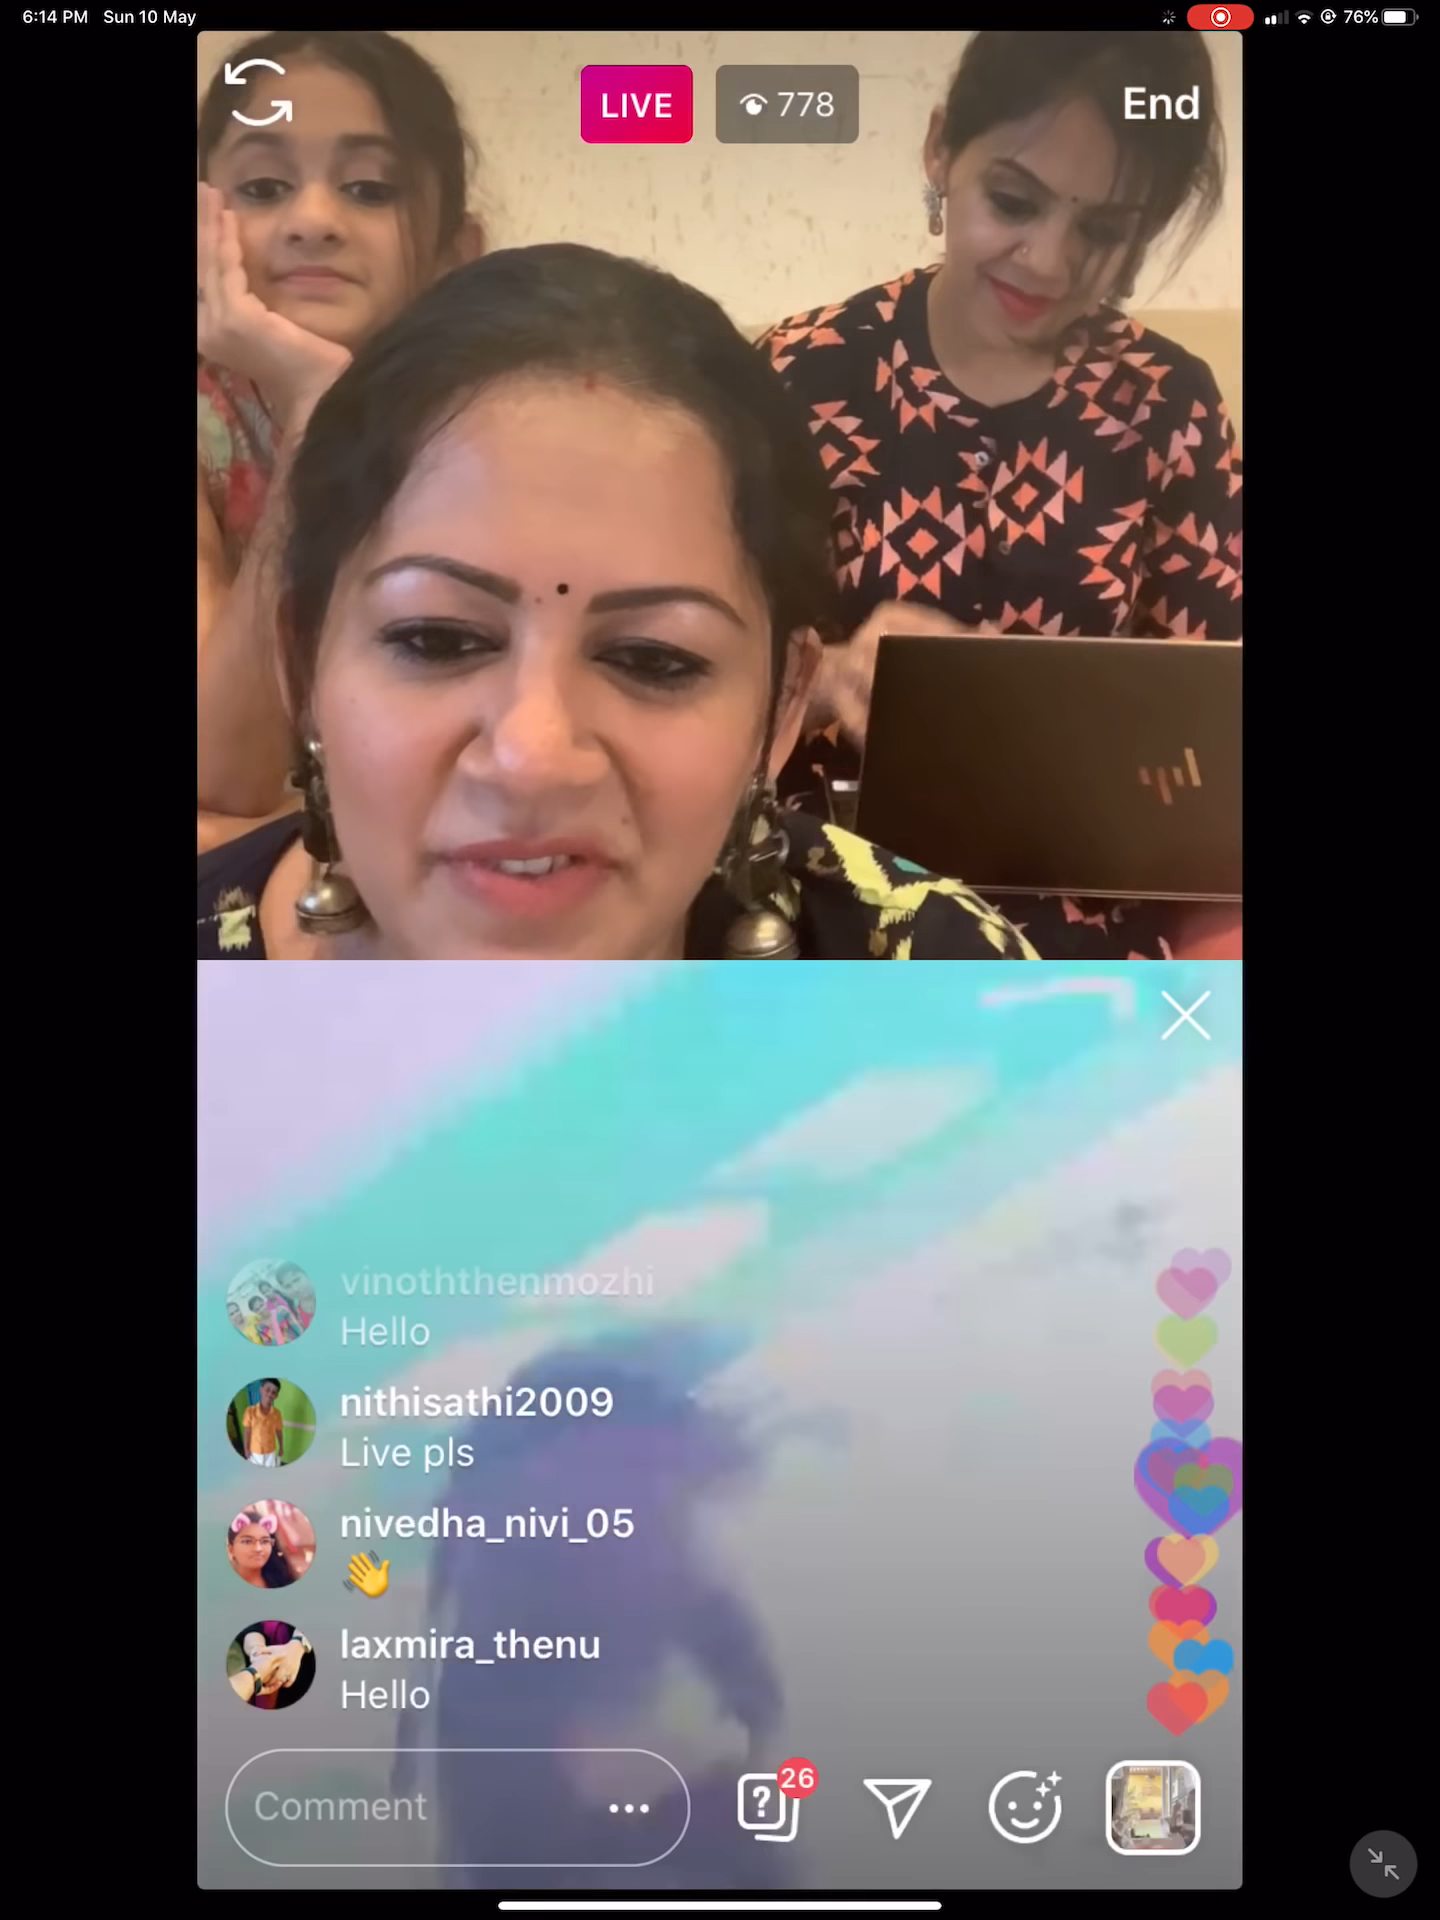 6:14 PM Sun 10 May
76%
LIVE
778
End
vinoththenmozhi
Hello
nithisathi2009
Live pls
nivedha_nivi_05
👋
laxmira_thenu
Hello
Comment
26